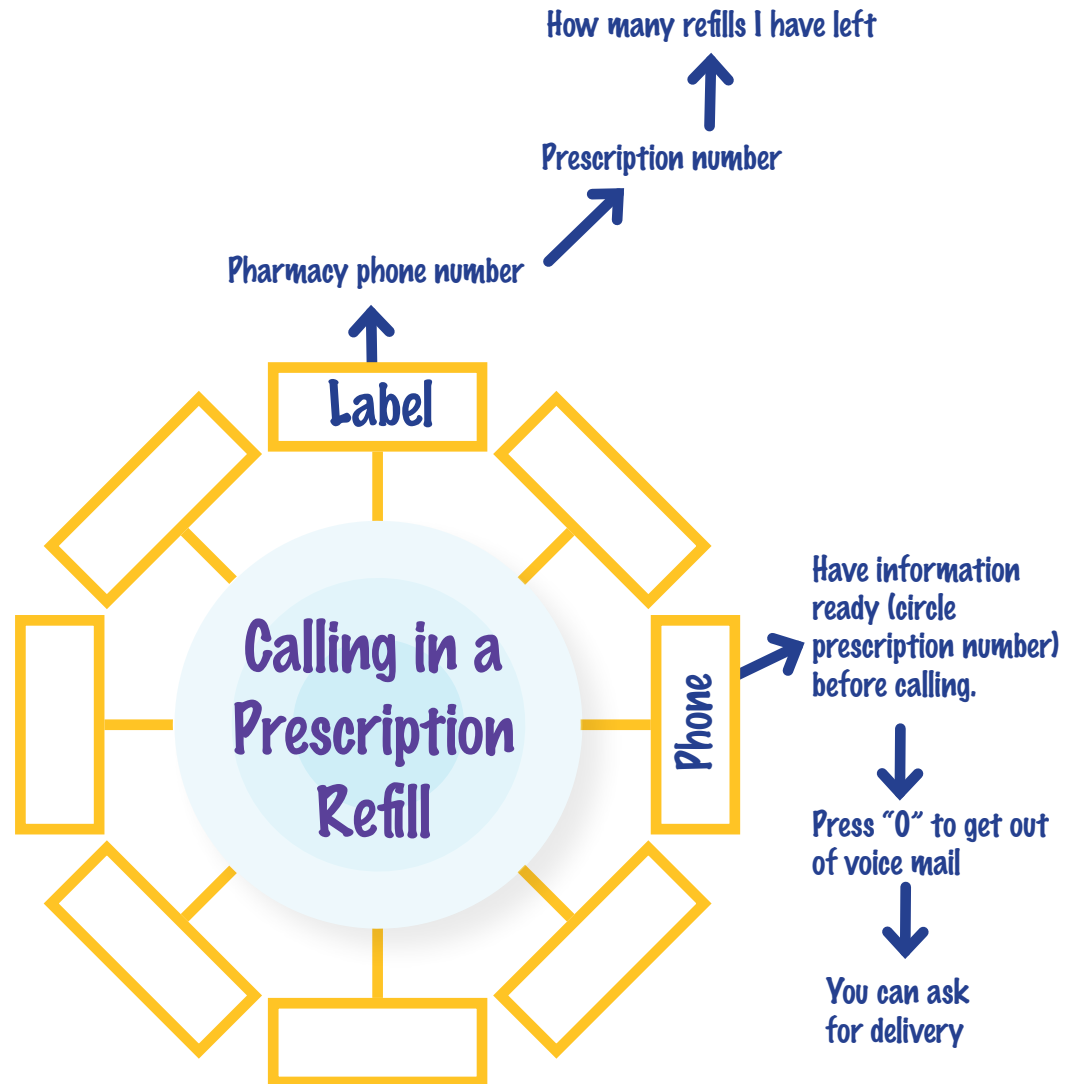 How many refills I have left
Prescription number
Pharmacy phone number
Label
Calling in a
Prescription
Refill
Phone
Have information
ready (circle
prescription number)
before calling.
Press “0” to get out
of voice mail
You can ask
for delivery